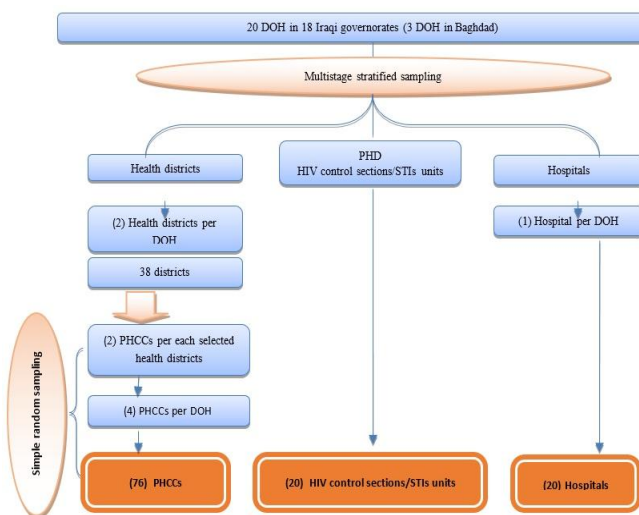 20 DOH in 18 Iraqi governorates (3 DOH in Baghdad)
Multistage stratified sampling
Health districts
PHD
HIV control sections/STIs units
Hospitals
(2) Health districts per
DOH
(1) Hospital per DOH
38 districts
(2) PHCCs per each selected
health districts
(4) PHCCs per DOH
Simple random sampling
(76) PHCCs
(20) HIV control sections/STIs units
(20) Hospitals